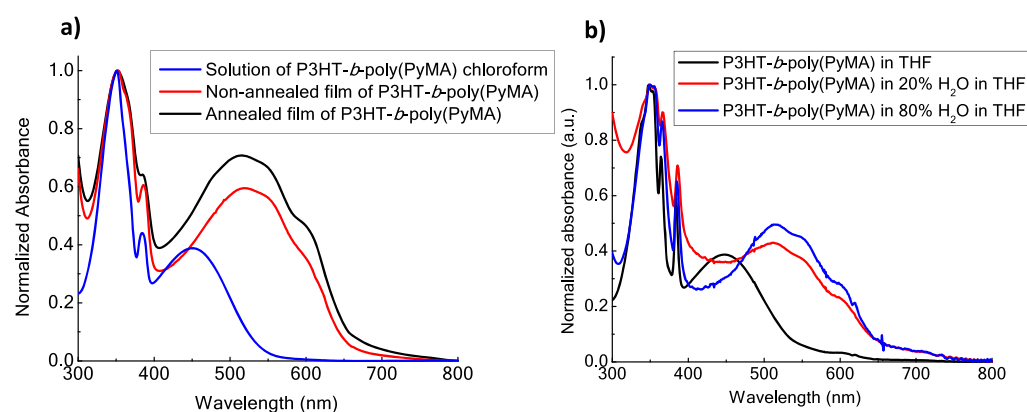 a)
Solution of P3HT-b-poly(PyMA) chloroform
Non-annealed film of P3HT-b-poly(PyMA)
Annealed film of P3HT-b-poly(PyMA)
1.0
0.8
0.6
0.4
0.2
0.0
Normalized Absorbance
300 400 500 600 700 800
Wavelength (nm)
b)
P3HT-b-poly(PyMA) in THF
P3HT-b-poly(PyMA) in 20% H₂O in THF
P3HT-b-poly(PyMA) in 80% H₂O in THF
1.0
0.8
0.6
0.4
0.2
0.0
Normalized absorbance (a.u.)
300 400 500 600 700 800
Wavelength (nm)